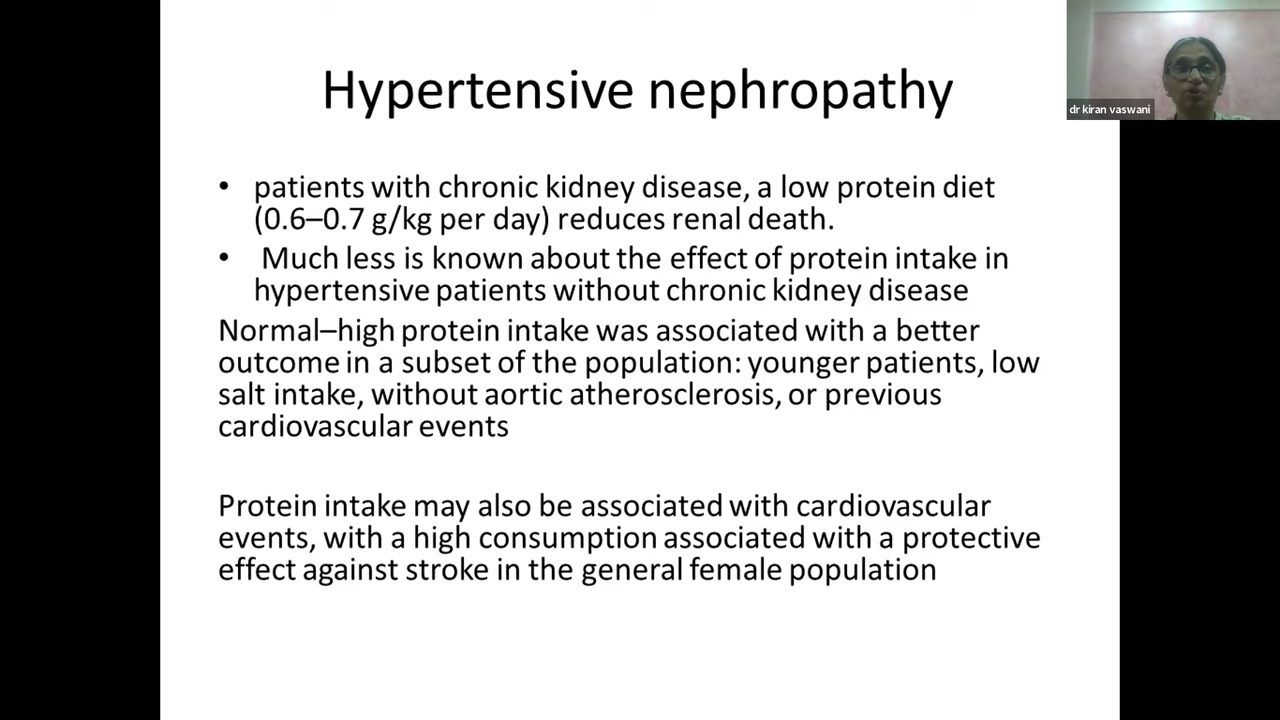 Hypertensive nephropathy
dr kiran vaswani
• patients with chronic kidney disease, a low protein diet
(0.6–0.7 g/kg per day) reduces renal death.
• Much less is known about the effect of protein intake in
hypertensive patients without chronic kidney disease
Normal–high protein intake was associated with a better
outcome in a subset of the population: younger patients, low
salt intake, without aortic atherosclerosis, or previous
cardiovascular events
Protein intake may also be associated with cardiovascular
events, with a high consumption associated with a protective
effect against stroke in the general female population